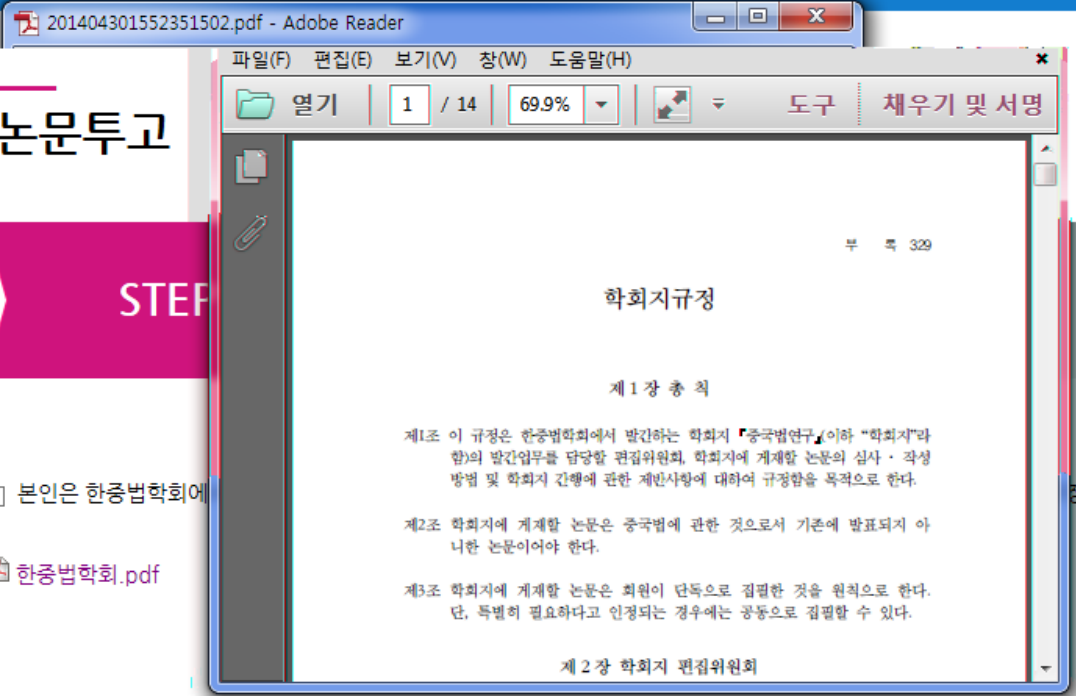 201404301552351502.pdf - Adobe Reader
파일(F) 편집(E) 보기(V) 창(W) 도움말(H)
열기 1 / 14 69.9% 도구 채우기 및 서명
논문투고
STEP
부 록 329
학회지규정
제 1 장 총 칙
제1조 이 규정은 한중법학회에서 발간하는 학회지 『중국법연구』(이하 “학회지”라
함)의 발간업무를 담당할 편집위원회, 학회지에 게재할 논문의 심사 · 작성
방법 및 학회지 간행에 관한 제반사항에 대하여 규정함을 목적으로 한다.
제2조 학회지에 게재할 논문은 중국법에 관한 것으로서 기존에 발표되지 아
니한 논문이어야 한다.
제3조 학회지에 게재할 논문은 회원이 단독으로 집필한 것을 원칙으로 한다.
단, 특별히 필요하다고 인정되는 경우에는 공동으로 집필할 수 있다.
제 2 장 학회지 편집위원회
본인은 한중법학회에
한중법학회.pdf